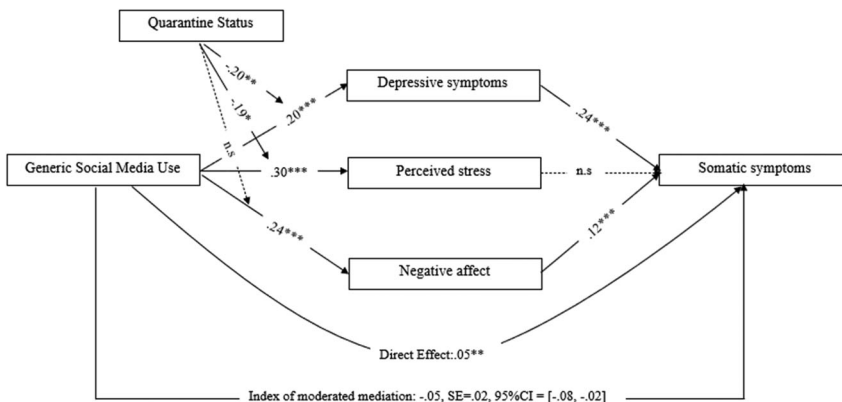 Quarantine Status
-.20**
-.19*
n.s
Depressive symptoms
.20***
.24***
Generic Social Media Use
.30***
Perceived stress
n.s
Somatic symptoms
.24***
.12***
Negative affect
Direct Effect:.05**
Index of moderated mediation: -.05, SE=.02, 95%CI = [-.08, -.02]